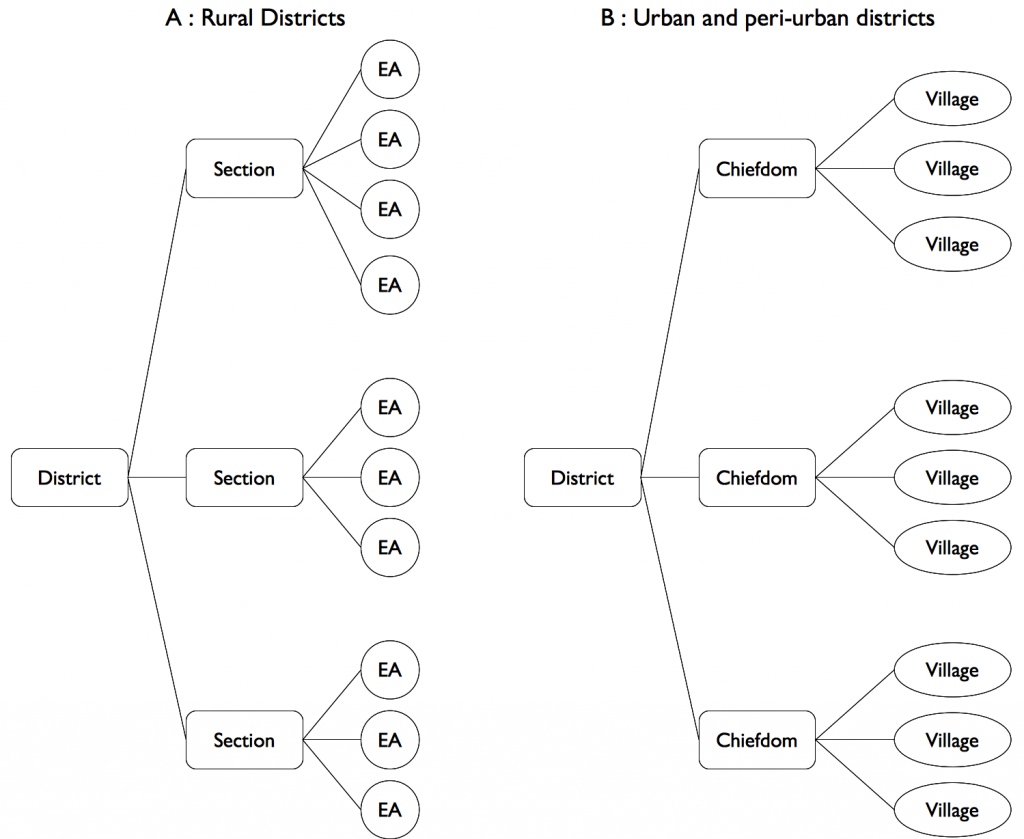 A : Rural Districts
EA
EA
Section
EA
EA
EA
District
Section
EA
EA
EA
Section
EA
EA
B : Urban and peri-urban districts
Village
Chiefdom
Village
Village
Village
District
Chiefdom
Village
Village
Village
Chiefdom
Village
Village